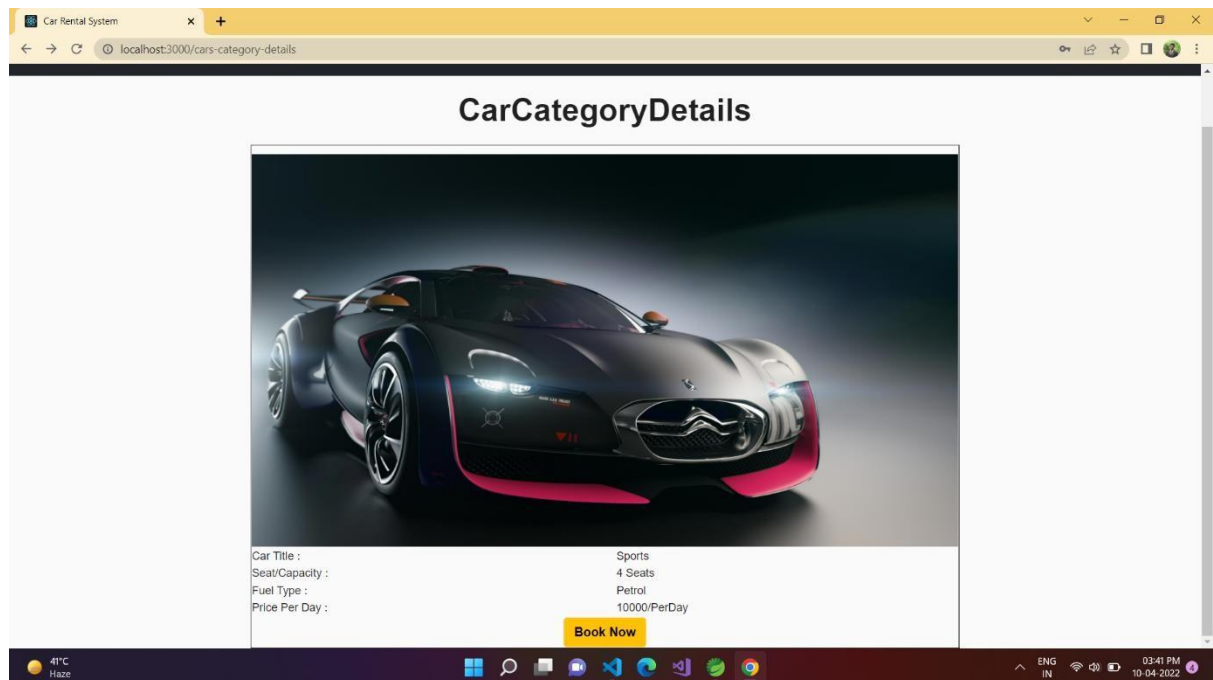 Car Rental System
localhost:3000/cars-category-details
CarCategoryDetails
Car Title : Sports
Seat/Capacity : 4 Seats
Fuel Type : Petrol
Price Per Day : 10000/PerDay
Book Now
41°C
Haze
ENG
IN
03:41 PM
10-04-2022
4